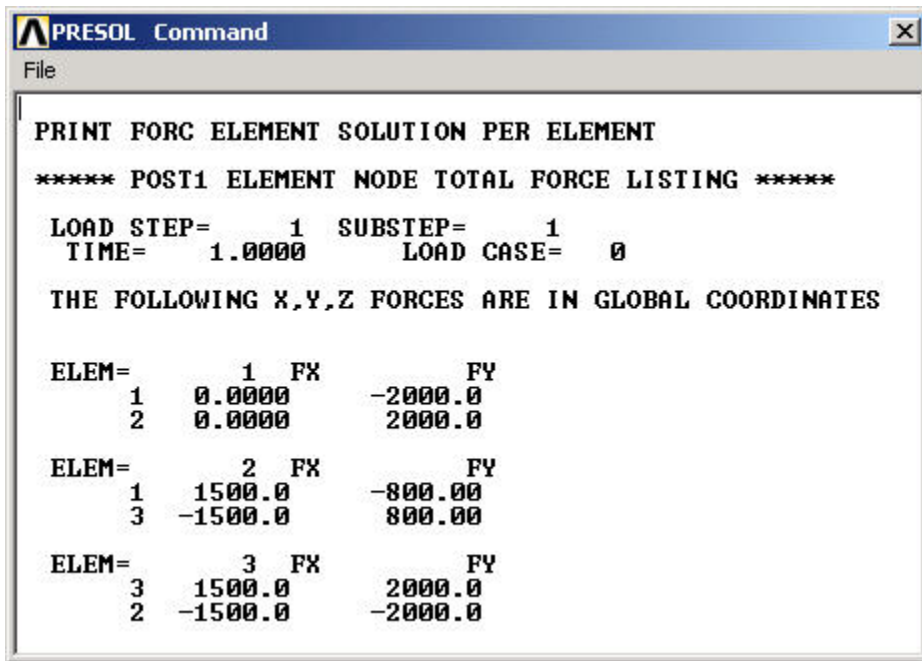 PRESOL Command
File
PRINT FORC ELEMENT SOLUTION PER ELEMENT
***** POST1 ELEMENT NODE TOTAL FORCE LISTING *****
LOAD STEP= 1 SUBSTEP= 1
TIME= 1.0000 LOAD CASE= 0
THE FOLLOWING X,Y,Z FORCES ARE IN GLOBAL COORDINATES
ELEM= 1 FX FY
1 0.0000 -2000.0
2 0.0000 2000.0
ELEM= 2 FX FY
1 1500.0 -800.00
3 -1500.0 800.00
ELEM= 3 FX FY
3 1500.0 2000.0
2 -1500.0 -2000.0